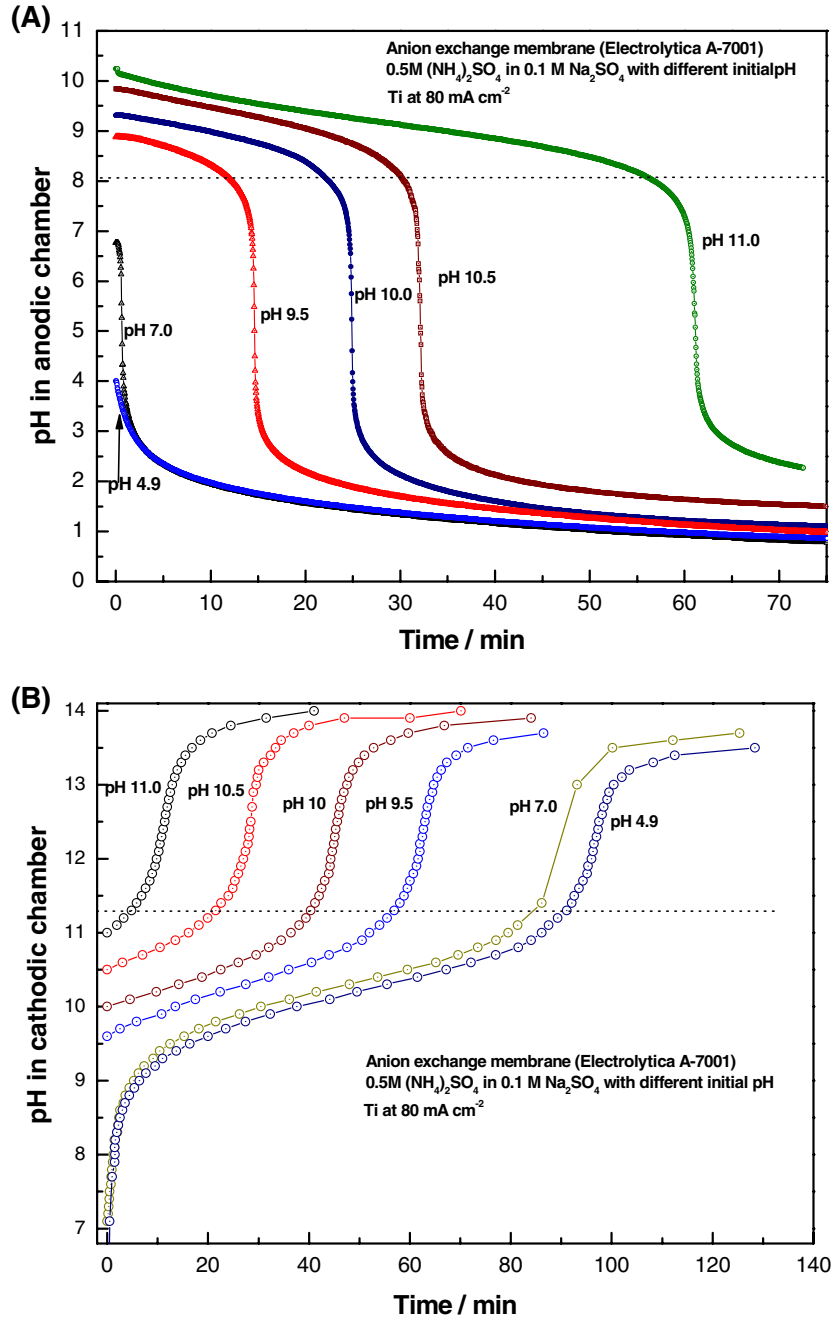 (A)
11
10
9
8
7
6
5
4
3
2
1
0
pH in anodic chamber
Anion exchange membrane (Electrolytica A-7001)
0.5M (NH₄)₂SO₄ in 0.1 M Na₂SO₄ with different initialpH
Ti at 80 mA cm⁻²
pH 7.0
pH 9.5
pH 10.0
pH 10.5
pH 11.0
pH 4.9
0 10 20 30 40 50 60 70
Time / min
(B)
14
13
12
11
10
9
8
7
pH in cathodic chamber
pH 11.0
pH 10.5
pH 10
pH 9.5
pH 7.0
pH 4.9
Anion exchange membrane (Electrolytica A-7001)
0.5M (NH₄)₂SO₄ in 0.1 M Na₂SO₄ with different initial pH
Ti at 80 mA cm⁻²
0 20 40 60 80 100 120 140
Time / min